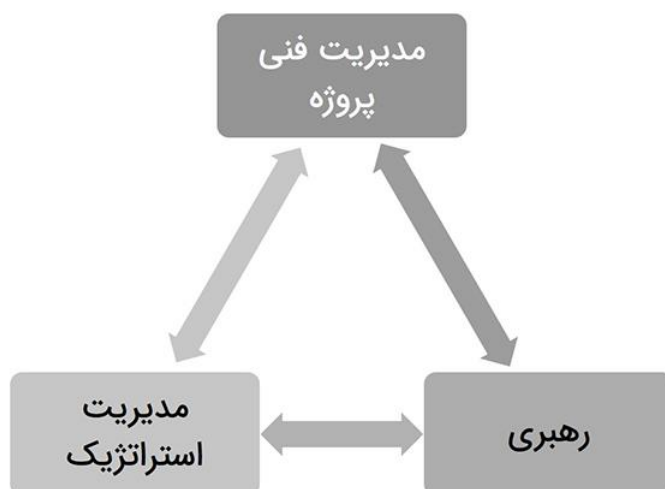 مدیریت فنی
پروژه
رهبری
مدیریت
استراتژیک